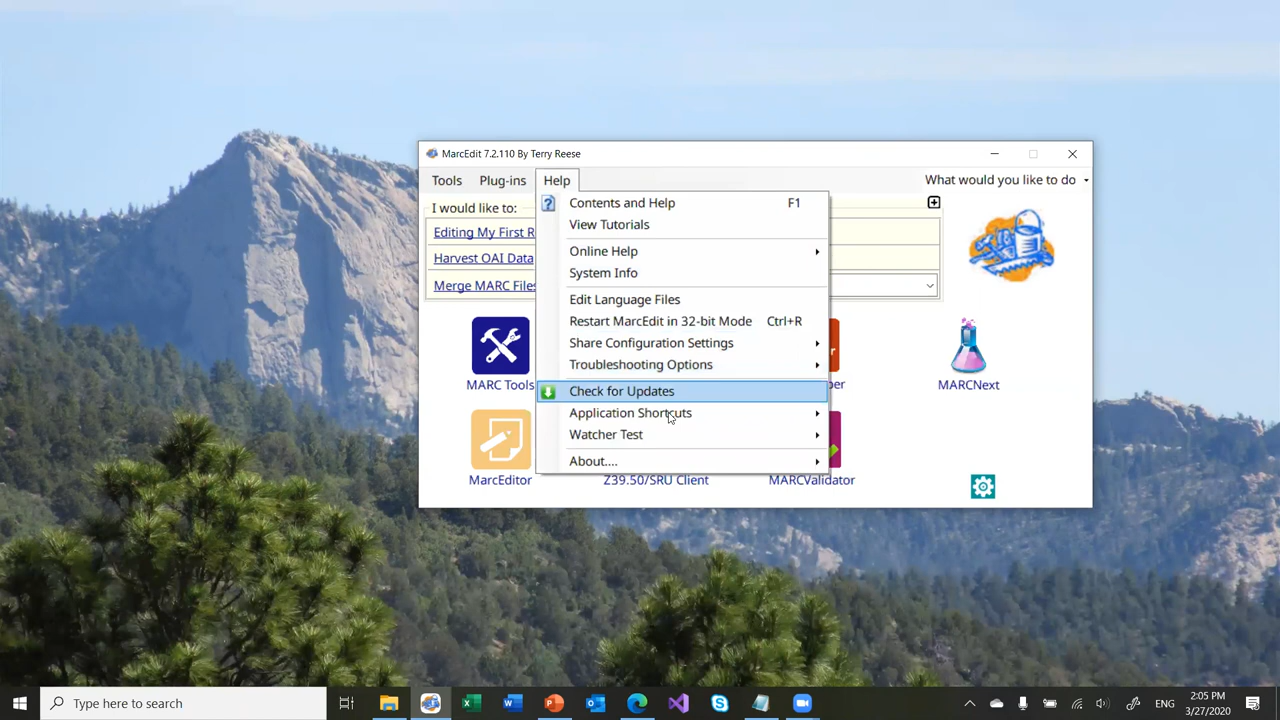 MarcEdit 7.2.110 By Terry Reese
Tools Plug-ins Help What would you like to do
I would like to:
Editing My First R
Harvest OAI Data
Merge MARC Files
Contents and Help F1
View Tutorials
Online Help
System Info
Edit Language Files
Restart MarcEdit in 32-bit Mode Ctrl+R
Share Configuration Settings
Troubleshooting Options
Check for Updates
Application Shortcuts
Watcher Test
About....
MARC Tools
MARCNext
MarcEditor
Z39.50/SRU Client
MARCValidator
Type here to search
ENG
2:05 PM
3/27/2020